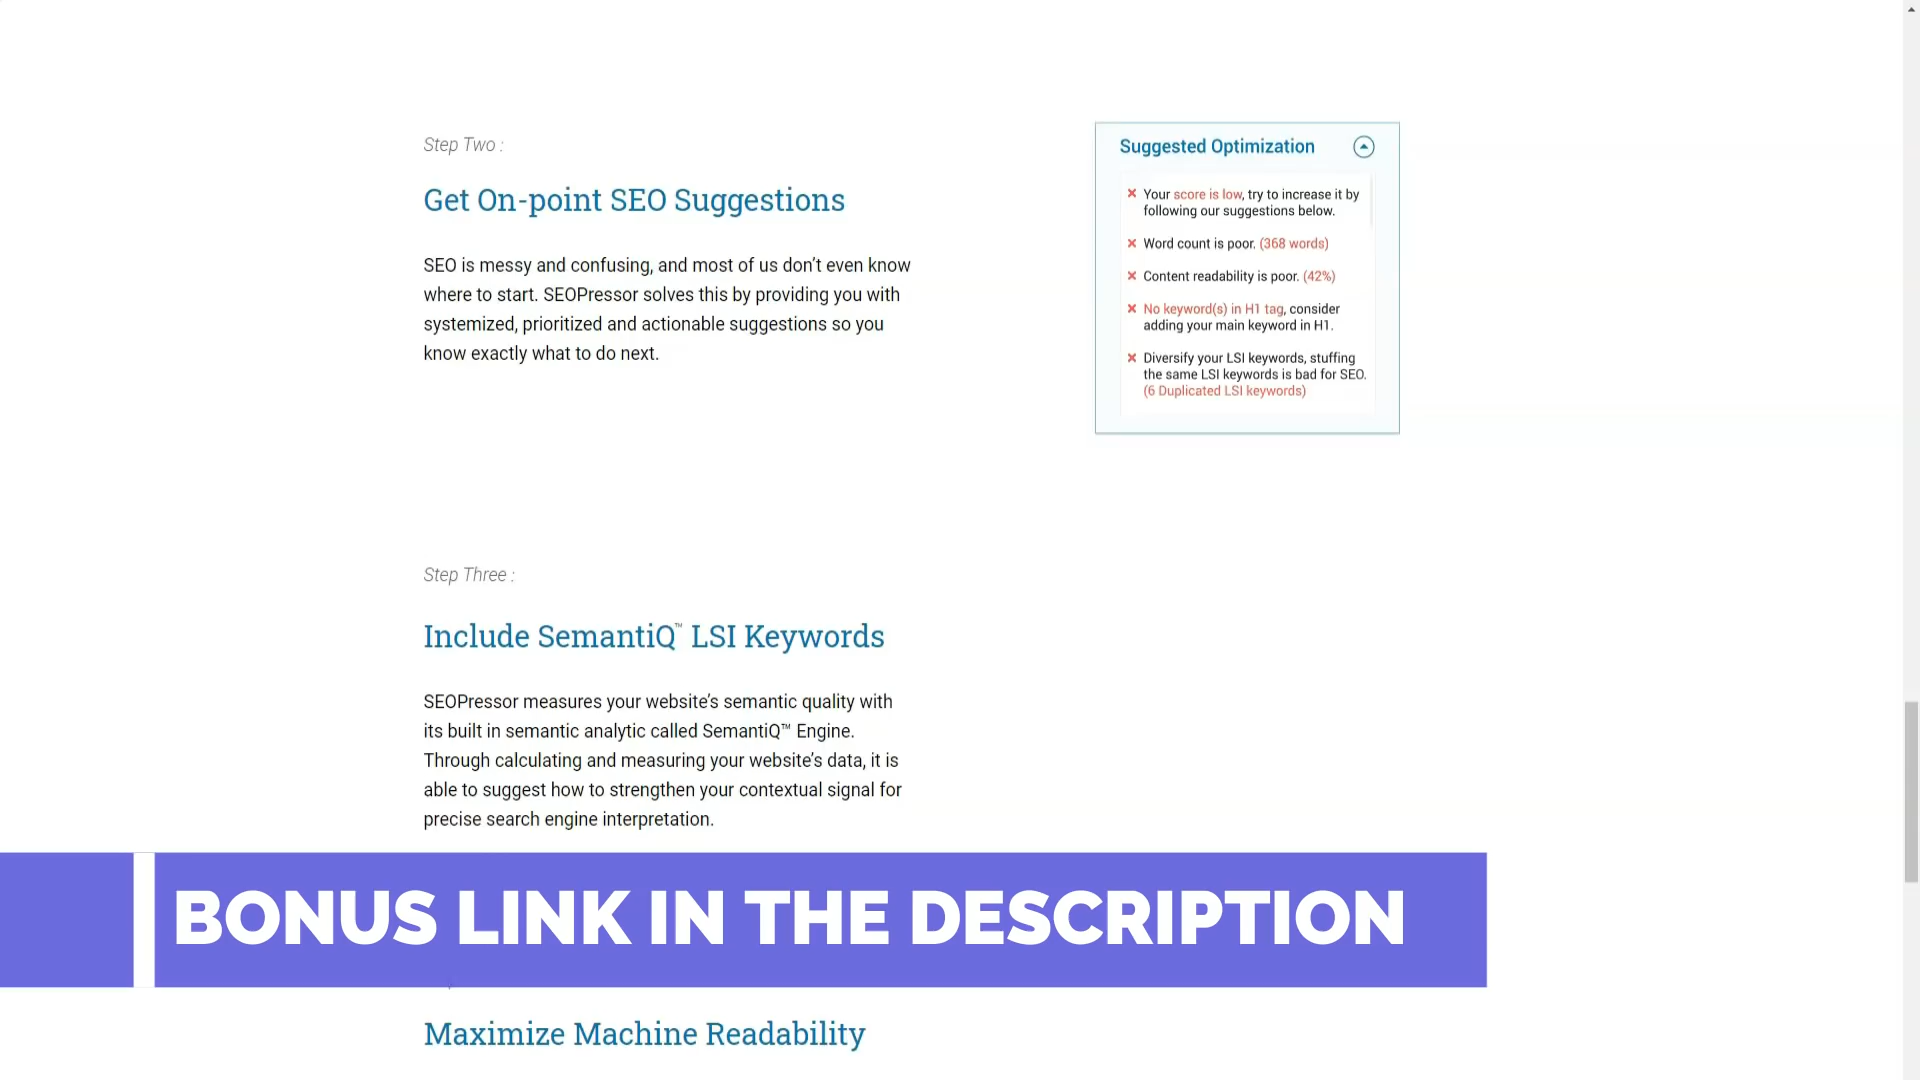 Step Two :
Get On-point SEO Suggestions
SEO is messy and confusing, and most of us don’t even know
where to start. SEOPressor solves this by providing you with
systemized, prioritized and actionable suggestions so you
know exactly what to do next.
Suggested Optimization
Your score is low, try to increase it by
following our suggestions below.
Word count is poor. (368 words)
Content readability is poor. (42%)
No keyword(s) in H1 tag, consider
adding your main keyword in H1.
Diversify your LSI keywords, stuffing
the same LSI keywords is bad for SEO.
(6 Duplicated LSI keywords)
Step Three :
Include SemantiQ™ LSI Keywords
SEOPressor measures your website’s semantic quality with
its built in semantic analytic called SemantiQ™ Engine.
Through calculating and measuring your website’s data, it is
able to suggest how to strengthen your contextual signal for
precise search engine interpretation.
BONUS LINK IN THE DESCRIPTION
Maximize Machine Readability